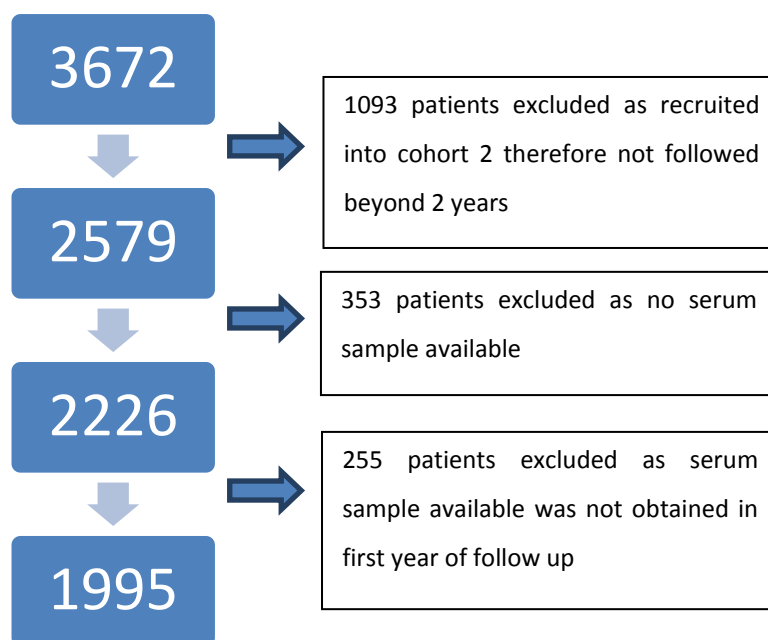 3672
1093 patients excluded as recruited
into cohort 2 therefore not followed
beyond 2 years
2579
353 patients excluded as no serum
sample available
2226
255 patients excluded as serum
sample available was not obtained in
first year of follow up
1995